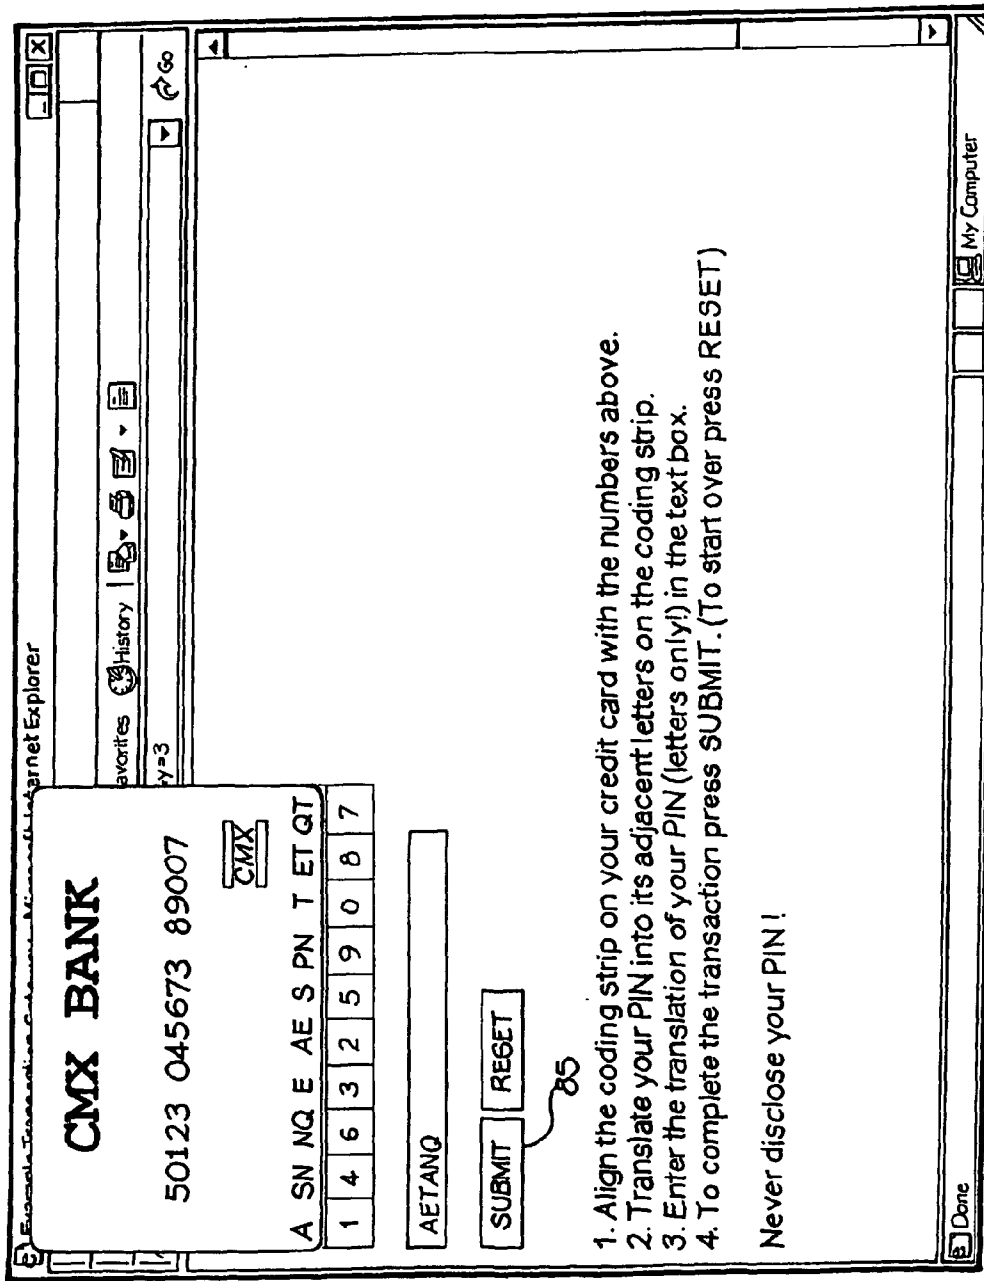 Internet Explorer
avorites History
y=3
Go
CMX BANK
50123 045673 89007
CMX
A SN NQ E AE S PN T ET QT
1 4 6 3 2 5 9 0 8 7
AETANQ
SUBMIT RESET
85
1. Align the coding strip on your credit card with the numbers above.
2. Translate your PIN into its adjacent letters on the coding strip.
3. Enter the translation of your PIN (letters only!) in the text box.
4. To complete the transaction press SUBMIT. (To start over press RESET)
Never disclose your PIN!
Done
My Computer